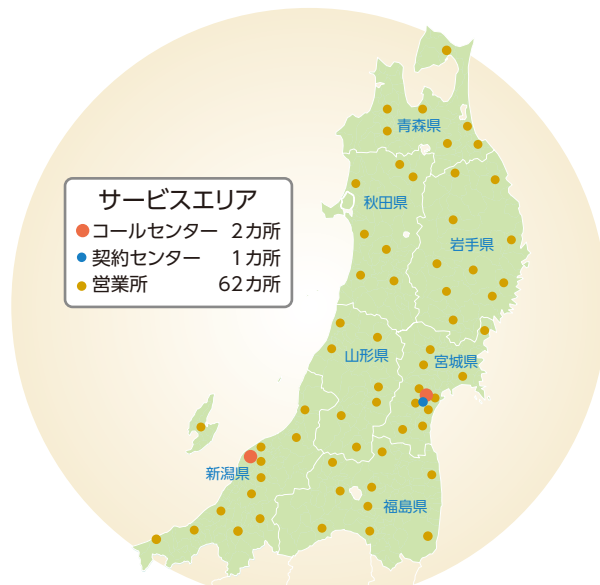 青森県
サービスエリア
コールセンター 2カ所
契約センター 1カ所
営業所 62カ所
秋田県
岩手県
山形県
宮城県
新潟県
福島県